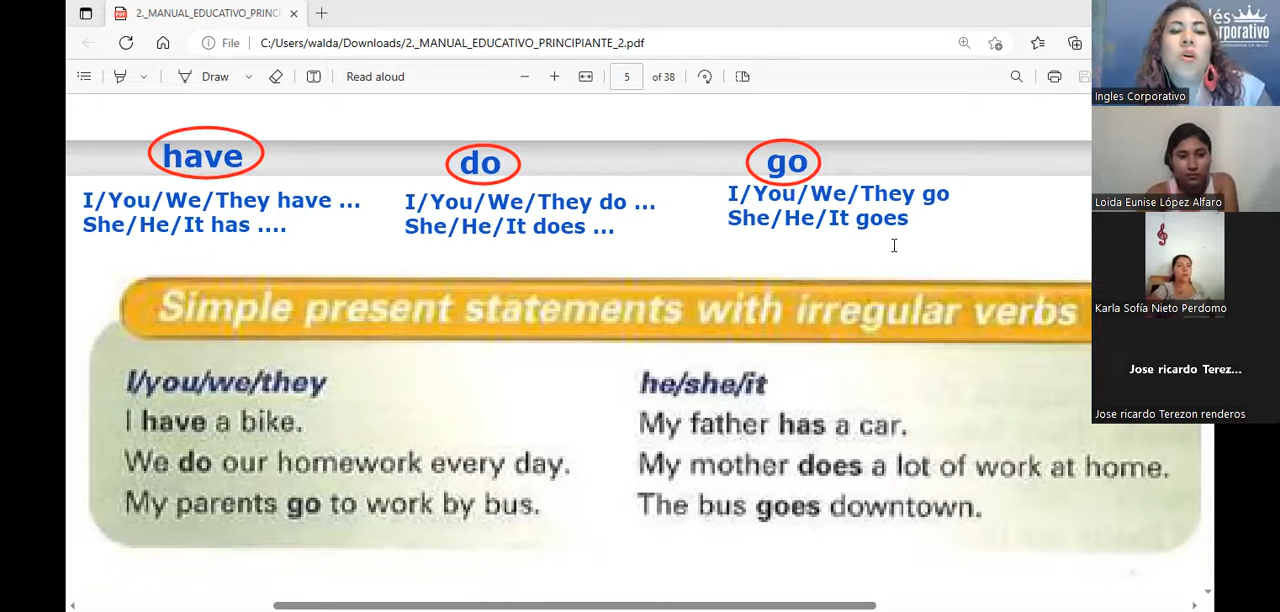 2._MANUAL_EDUCATIVO_PRINCI
File
C:/Users/walda/Downloads/2._MANUAL_EDUCATIVO_PRINCIPIANTE_2.pdf
Draw
Read aloud
5
of 38
have
do
go
I/You/We/They have ...
She/He/It has ....
I/You/We/They do ...
She/He/It does ...
I/You/We/They go
She/He/It goes
Simple present statements with irregular verbs
I/you/we/they
I have a bike.
We do our homework every day.
My parents go to work by bus.
he/she/it
My father has a car.
My mother does a lot of work at home.
The bus goes downtown.
Ingles Corporativo
Loida Eunise López Alfaro
Karla Sofía Nieto Perdomo
Jose ricardo Terez...
Jose ricardo Terezon renderos